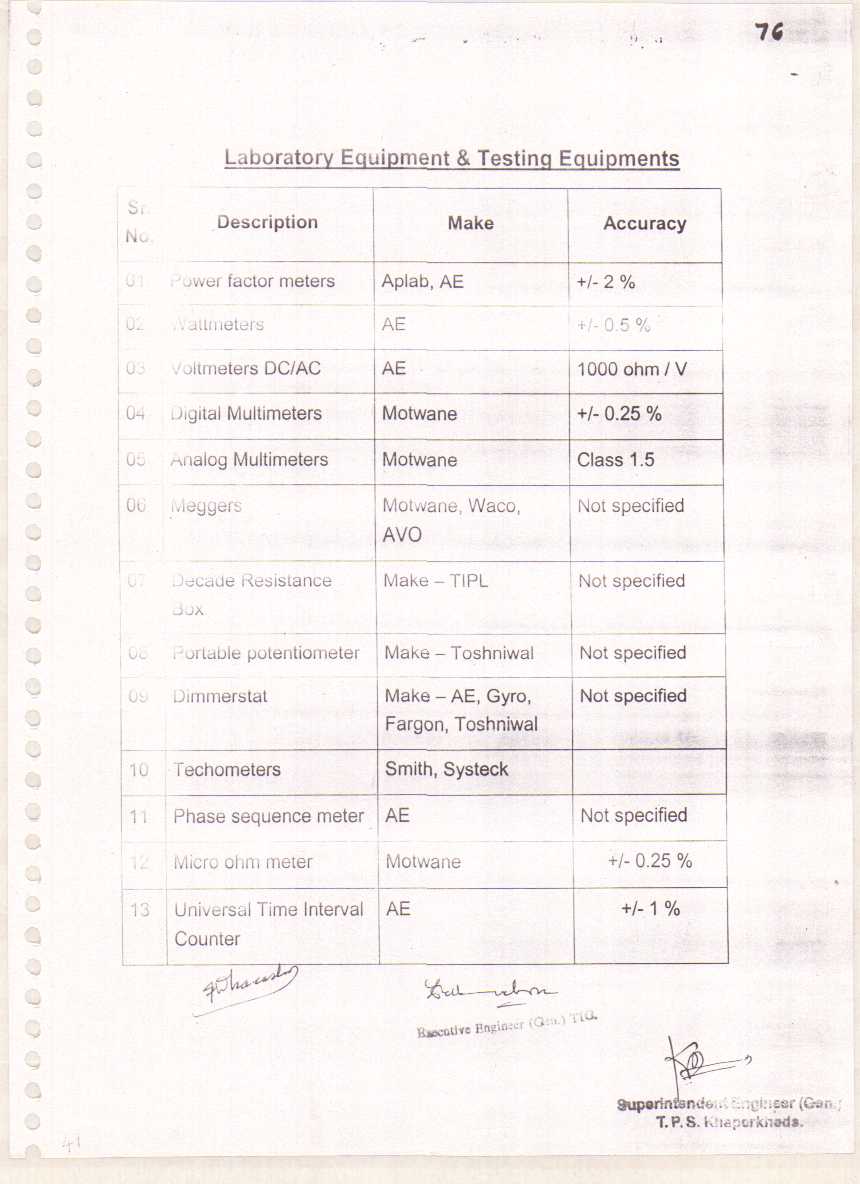 76
Laboratory Equipment & Testing Equipments
Sr. No. Description Make Accuracy
01 Power factor meters Aplab, AE +/- 2 %
02 Wattmeters AE +/- 0.5 %
03 Voltmeters DC/AC AE 1000 ohm / V
04 Digital Multimeters Motwane +/- 0.25 %
05 Analog Multimeters Motwane Class 1.5
06 Meggers Motwane, Waco, Not specified
AVO
07 Decade Resistance Make – TIPL Not specified
Box
08 Portable potentiometer Make – Toshniwal Not specified
09 Dimmerstat Make – AE, Gyro, Not specified
Fargon, Toshniwal
10 Techometers Smith, Systeck
11 Phase sequence meter AE Not specified
12 Micro ohm meter Motwane +/- 0.25 %
13 Universal Time Interval AE +/- 1 %
Counter
Executive Engineer (Gen.) TIG.
Superintendent Engineer (Gen.)
T. P. S. Khaperkheda.
41